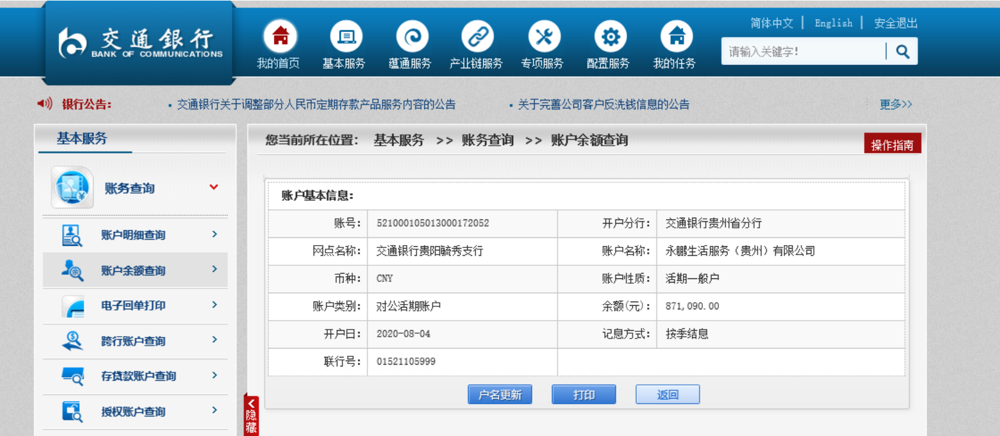 简体中文 | English | 安全退出
交通銀行
BANK OF COMMUNICATIONS
我的首页 基本服务 蕴通服务 产业链服务 专项服务 配置服务 我的任务
请输入关键字!
银行公告: 交通银行关于调整部分人民币定期存款产品服务内容的公告 关于完善公司客户反洗钱信息的公告 更多>>
基本服务
账务查询
账户明细查询
账户余额查询
电子回单打印
跨行账户查询
存贷款账户查询
授权账户查询
隐藏
您当前所在位置: 基本服务 >> 账务查询 >> 账户余额查询
操作指南
账户基本信息:
账号: 521000105013000172052 开户分行: 交通银行贵州省分行
网点名称: 交通银行贵阳毓秀支行 账户名称: 永鹏生活服务（贵州）有限公司
币种: CNY 账户性质: 活期一般户
账户类别: 对公活期账户 余额(元): 871,090.00
开户日: 2020-08-04 记息方式: 按季结息
联行号: 01521105999
户名更新 打印 返回